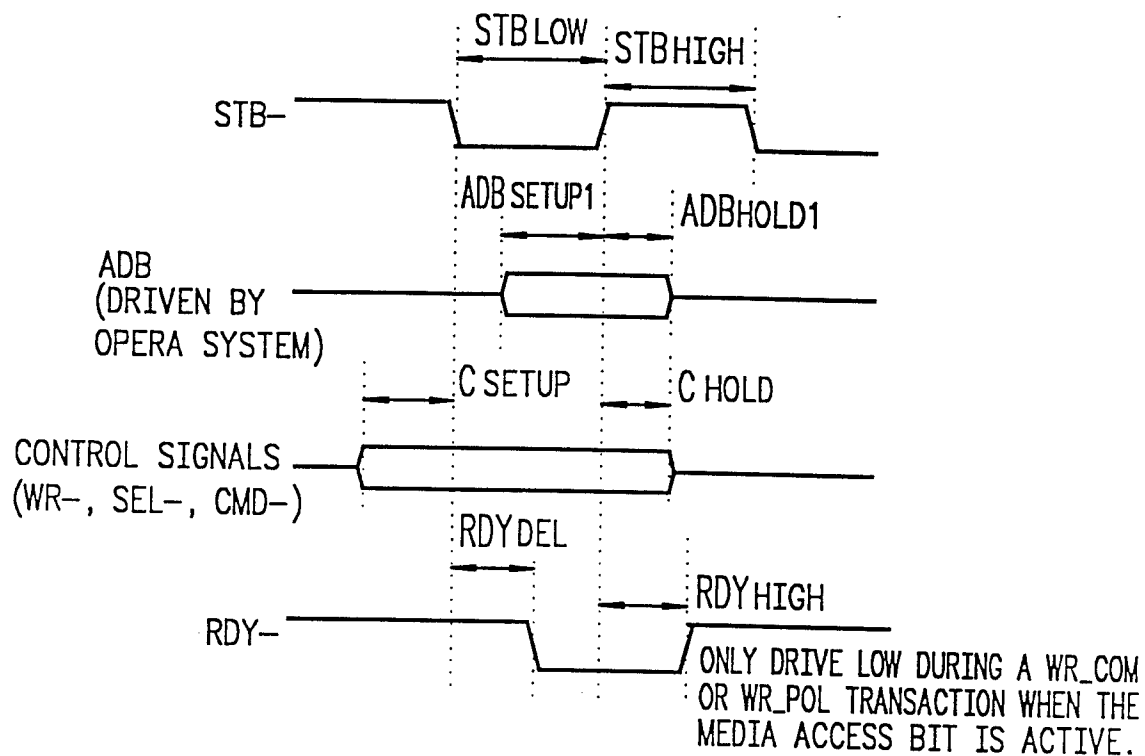 STB LOW
STB HIGH
STB-
ADB SETUP1
ADB HOLD1
ADB
(DRIVEN BY
OPERA SYSTEM)
C SETUP
C HOLD
CONTROL SIGNALS
(WR-, SEL-, CMD-)
RDY DEL
RDY HIGH
RDY-
ONLY DRIVE LOW DURING A WR_COM
OR WR_POL TRANSACTION WHEN THE
MEDIA ACCESS BIT IS ACTIVE.